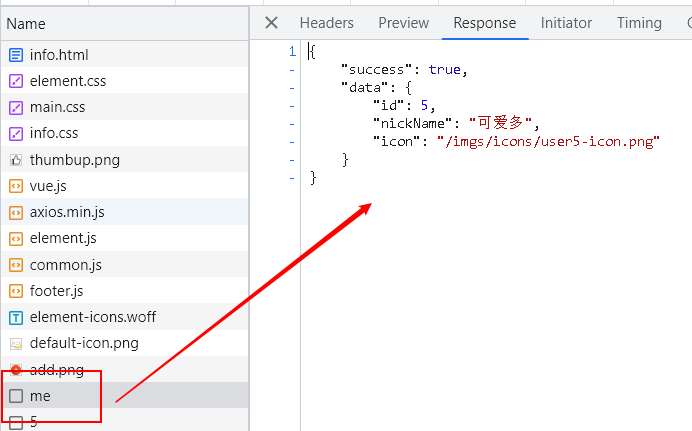 Name
Headers Preview Response Initiator Timing
info.html
element.css
main.css
info.css
thumbup.png
vue.js
axios.min.js
element.js
common.js
footer.js
element-icons.woff
default-icon.png
add.png
me
5
1 {
- "success": true,
- "data": {
- "id": 5,
- "nickName": "可爱多",
- "icon": "/imgs/icons/user5-icon.png"
- }
- }